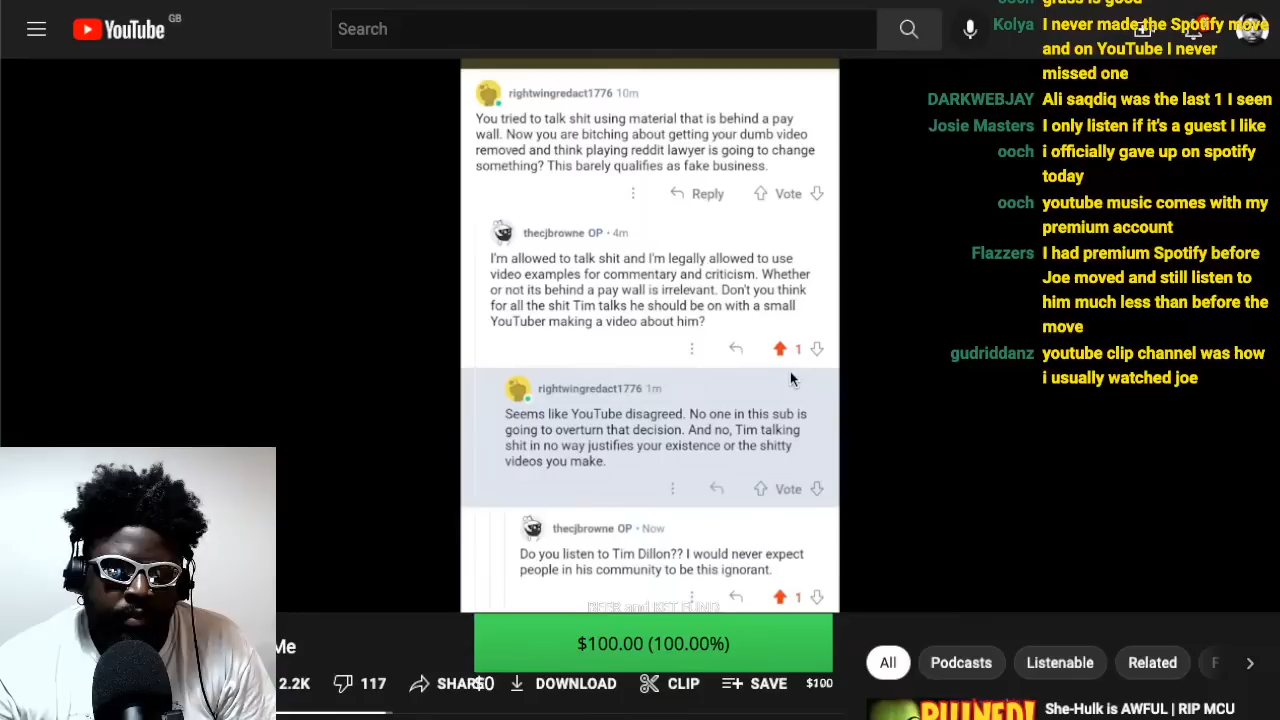 YouTube GB
Search
rightwingredact1776 10m
You tried to talk shit using material that is behind a pay
wall. Now you are bitching about getting your dumb video
removed and think playing reddit lawyer is going to change
something? This barely qualifies as fake business.
Reply Vote
thecjbrowne OP · 4m
I'm allowed to talk shit and I'm legally allowed to use
video examples for commentary and criticism. Whether
or not its behind a pay wall is irrelevant. Don't you think
for all the shit Tim talks he should be on with a small
YouTuber making a video about him?
1
rightwingredact1776 1m
Seems like YouTube disagreed. No one in this sub is
going to overturn that decision. And no, Tim talking
shit in no way justifies your existence or the shitty
videos you make.
Vote
thecjbrowne OP · Now
Do you listen to Tim Dillon?? I would never expect
people in his community to be this ignorant.
1
BEER and KET FUND
$100.00 (100.00%)
$0
$100
Me
2.2K 117 SHARE DOWNLOAD CLIP SAVE
ooch grass is good
Kolya I never made the Spotify move
and on YouTube I never
missed one
DARKWEBJAY Ali saqdiq was the last 1 I seen
Josie Masters I only listen if it's a guest I like
ooch i officially gave up on spotify
today
ooch youtube music comes with my
premium account
Flazzers I had premium Spotify before
Joe moved and still listen to
him much less than before the
move
gudriddanz youtube clip channel was how
i usually watched joe
All Podcasts Listenable Related F
She-Hulk is AWFUL | RIP MCU